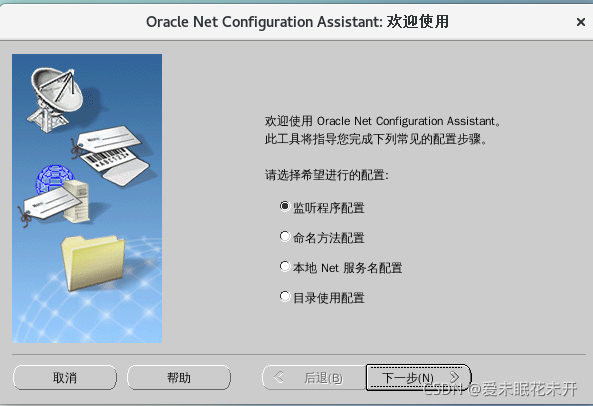 Oracle Net Configuration Assistant: 欢迎使用
欢迎使用 Oracle Net Configuration Assistant。
此工具将指导您完成下列常见的配置步骤。
请选择希望进行的配置:
监听程序配置
命名方法配置
本地 Net 服务名配置
目录使用配置
取消
帮助
后退(B)
下一步(N)
CSDN @爱未眠花未开